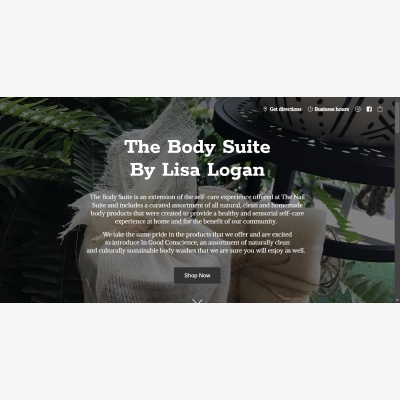 Get directions Business hours
The Body Suite
By Lisa Logan
The Body Suite is an extension of the self-care experience offered at The Nail
Suite and includes a curated assortment of all natural, clean and homemade
body products that were created to provide a healthy and sensorial self-care
experience at home and for the benefit of our community.
We take the same pride in the products that we offer and are excited
to introduce In Good Conscience, an assortment of naturally clean
and culturally sustainable body washes that we are sure you will enjoy as well.
Shop Now